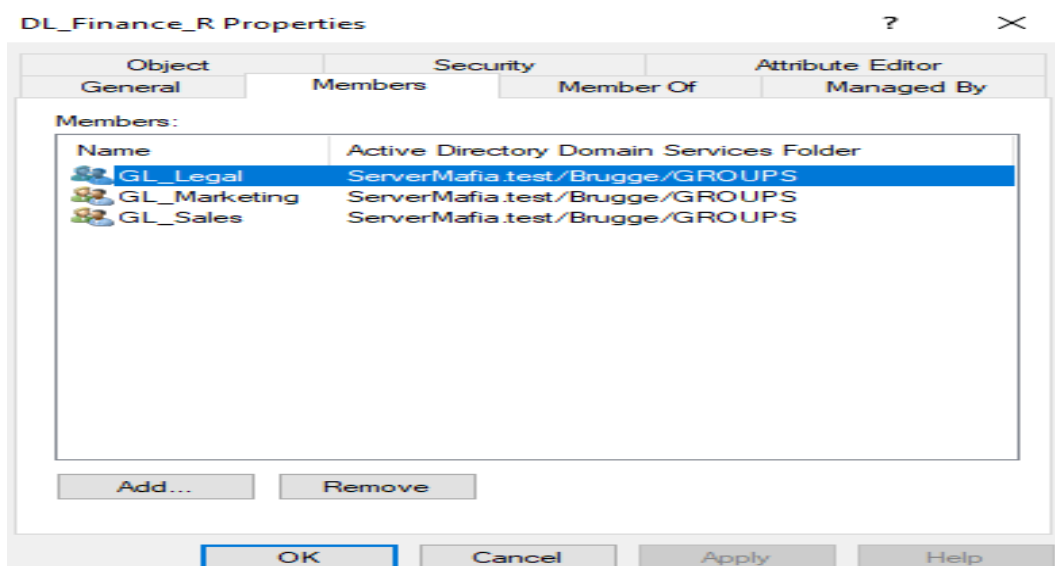 DL_Finance_R Properties ? ×
Object Security Attribute Editor
General Members Member Of Managed By
Members:
Name Active Directory Domain Services Folder
GL_Legal ServerMafia.test/Brugge/GROUPS
GL_Marketing ServerMafia.test/Brugge/GROUPS
GL_Sales ServerMafia.test/Brugge/GROUPS
Add... Remove
OK Cancel Apply Help